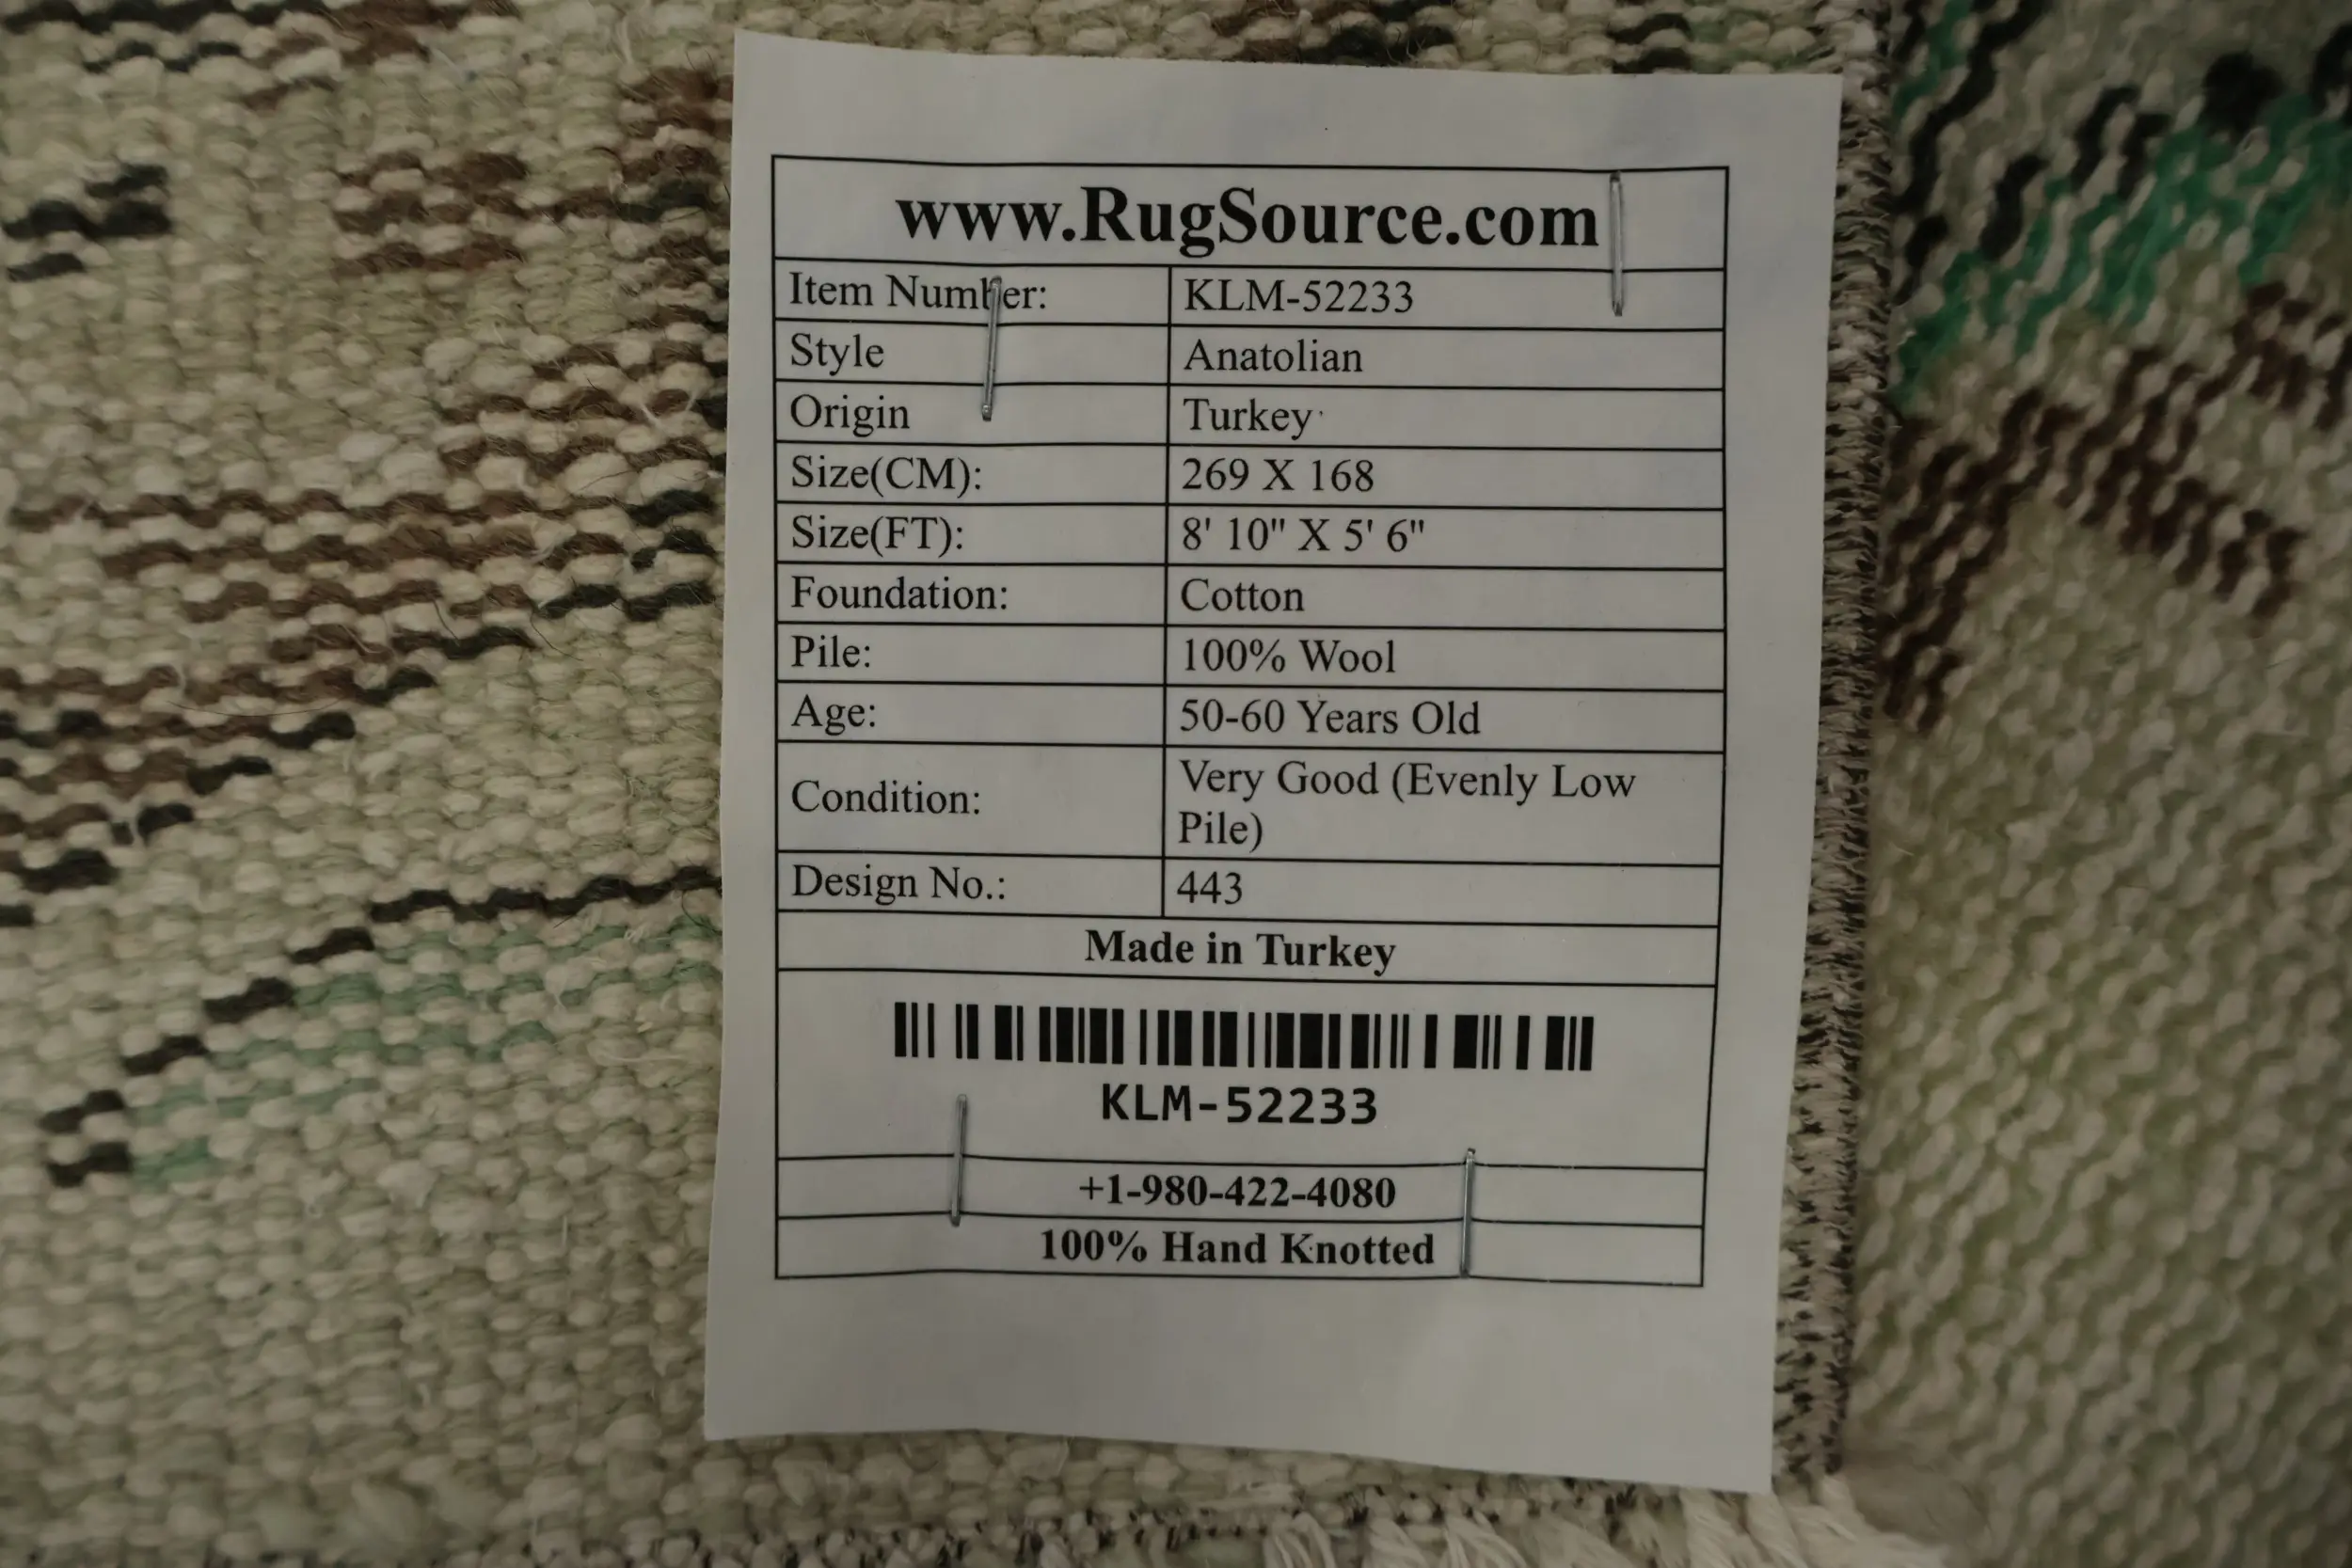 www.RugSource.com
Item Number: KLM-52233
Style Anatolian
Origin Turkey
Size(CM): 269 X 168
Size(FT): 8' 10" X 5' 6"
Foundation: Cotton
Pile: 100% Wool
Age: 50-60 Years Old
Condition: Very Good (Evenly Low
Pile)
Design No.: 443
Made in Turkey
KLM-52233
+1-980-422-4080
100% Hand Knotted